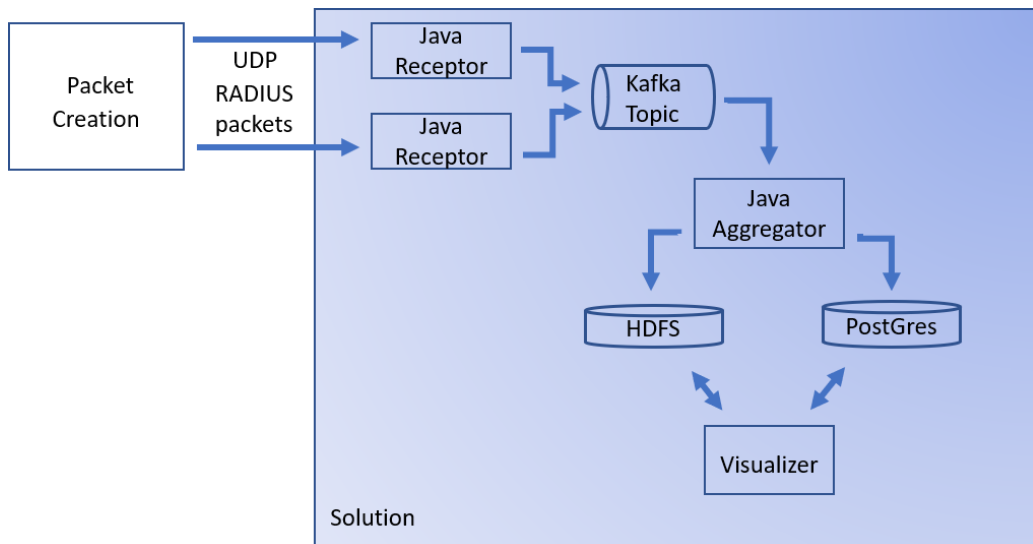 Packet
Creation
UDP
RADIUS
packets
Java
Receptor
Java
Receptor
Kafka
Topic
Java
Aggregator
HDFS
PostGres
Visualizer
Solution